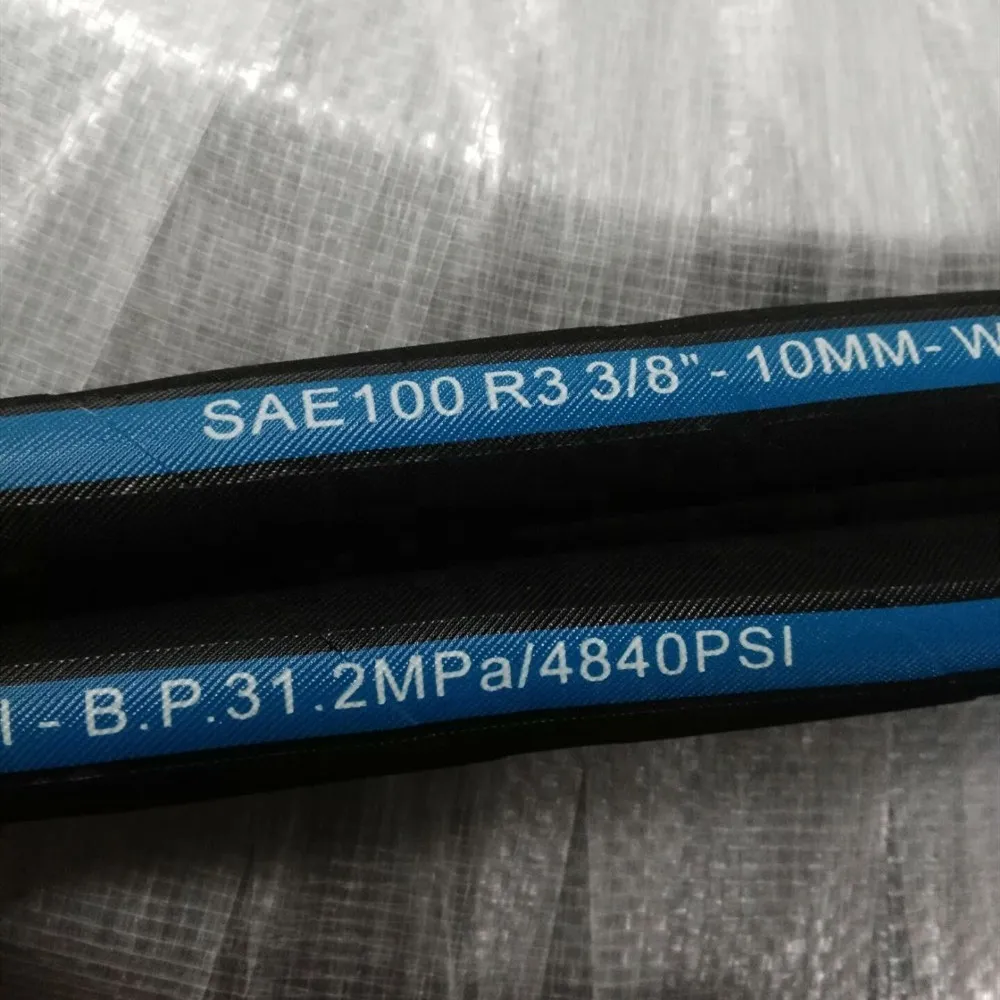 SAE100 R3 3/8"- 10MM- W
I - B.P.31.2MPa/4840PSI